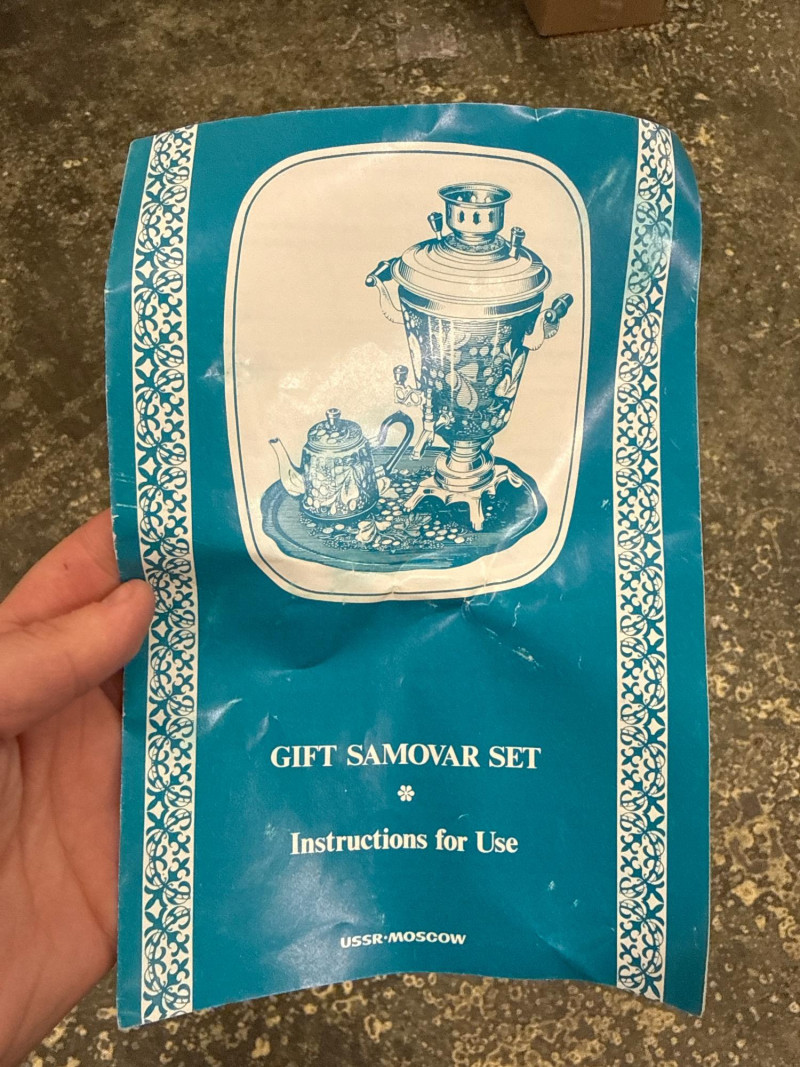 GIFT SAMOVAR SET
Instructions for Use
USSR·MOSCOW